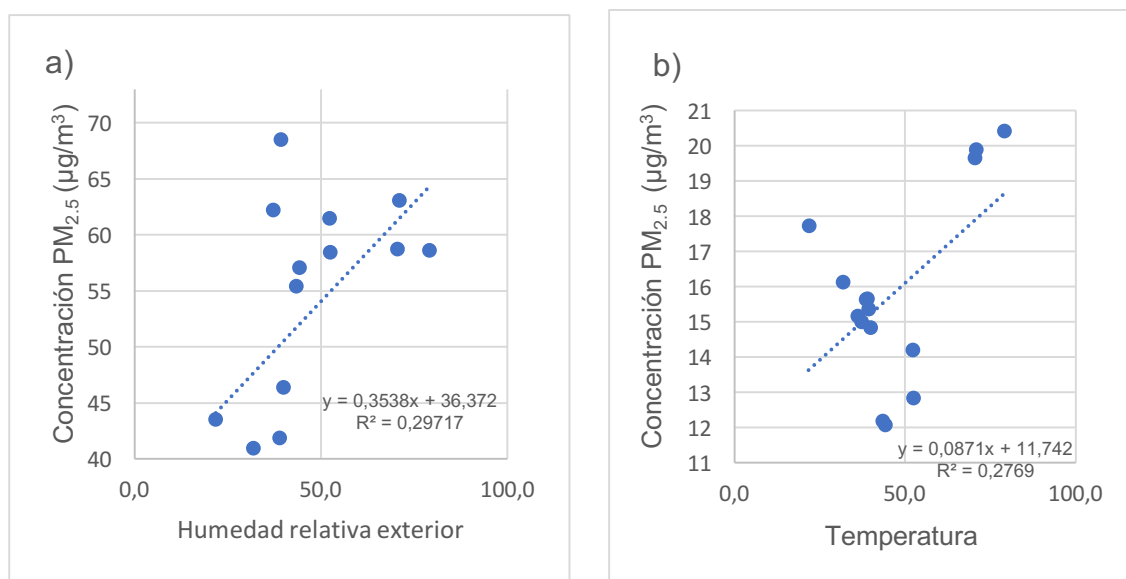 a)
Concentración PM2.5 (µg/m³)
70
65
60
55
50
45
40
y = 0,3538x + 36,372
R² = 0,29717
0,0 50,0 100,0
Humedad relativa exterior
b)
Concentración PM2.5 (µg/m³)
21
20
19
18
17
16
15
14
13
12
11
y = 0,0871x + 11,742
R² = 0,2769
0,0 50,0 100,0
Temperatura